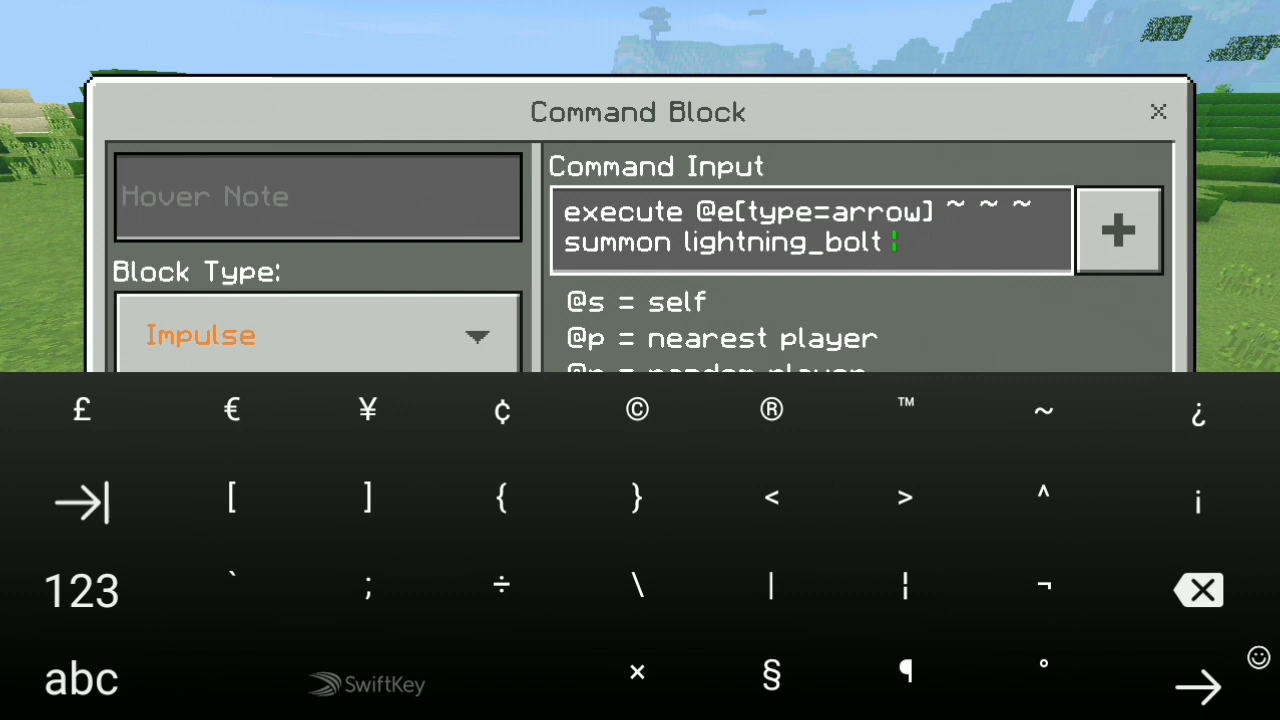 Command Block
Hover Note
Block Type:
Impulse
Command Input
execute @e[type=arrow] ~ ~ ~
summon lightning_bolt
@s = self
@p = nearest player
£ € ¥ ¢ © ® ™ ~ ¿
[ ] { } < > ^ ¡
123 ` ; ÷ \ | ¦ ¬
abc SwiftKey × § ¶ °